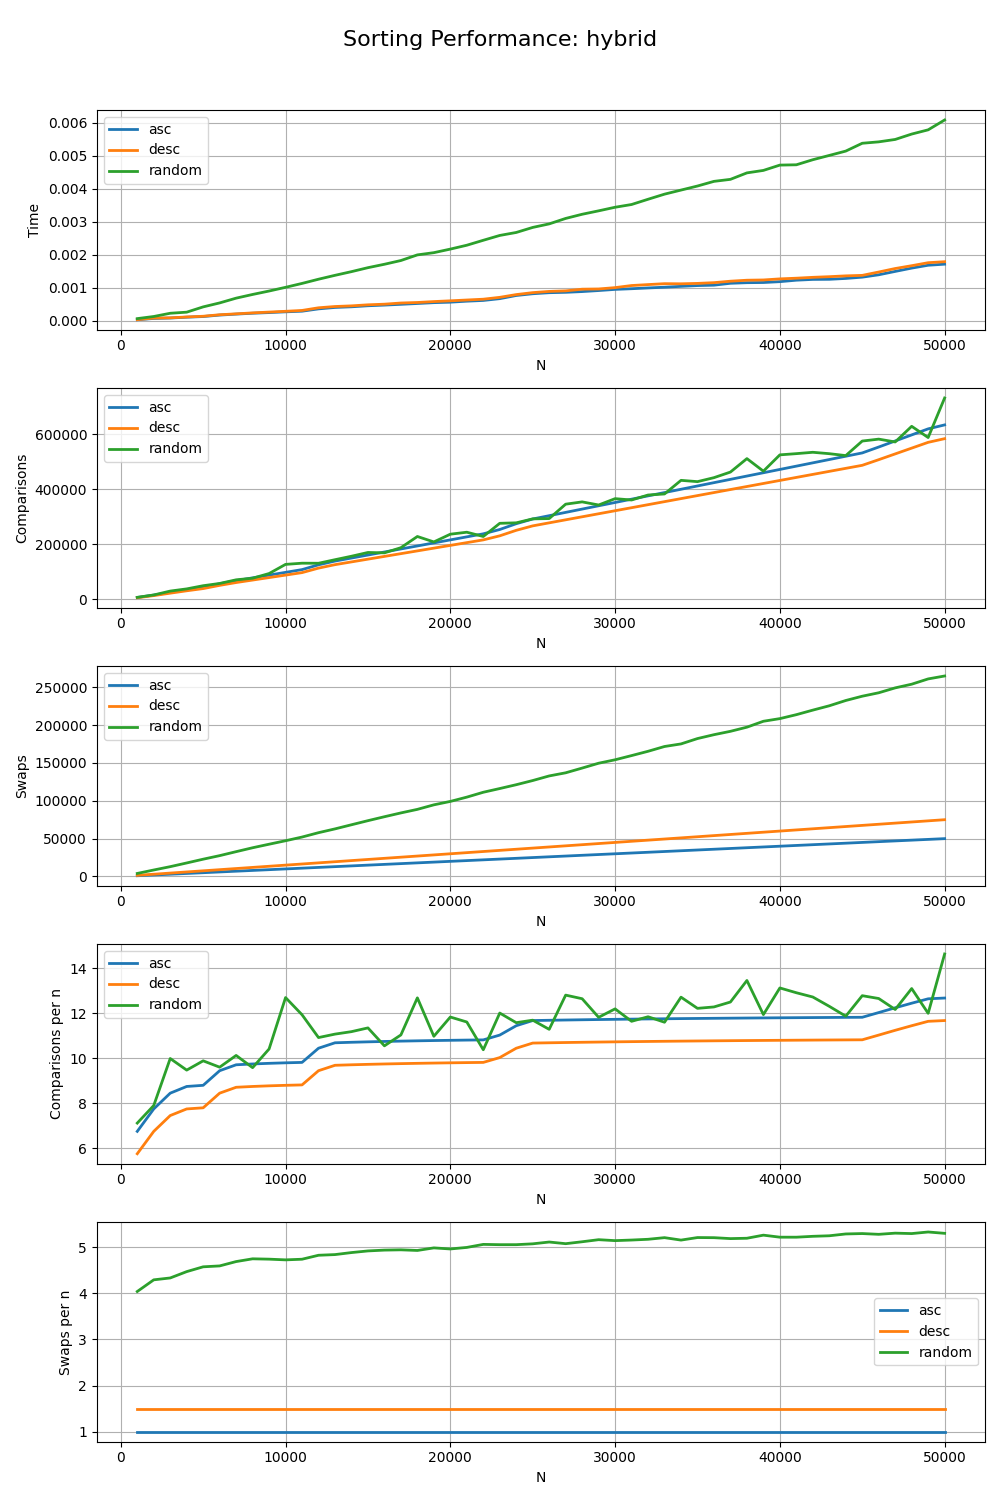 Sorting Performance: hybrid
0.006
0.005
0.004
0.003
0.002
0.001
0.000
Time
asc
desc
random
0
10000
20000
30000
40000
50000
N
600000
400000
200000
0
Comparisons
asc
desc
random
0
10000
20000
30000
40000
50000
N
250000
200000
150000
100000
50000
0
Swaps
asc
desc
random
0
10000
20000
30000
40000
50000
N
14
12
10
8
6
Comparisons per n
asc
desc
random
0
10000
20000
30000
40000
50000
N
5
4
3
2
1
Swaps per n
asc
desc
random
0
10000
20000
30000
40000
50000
N